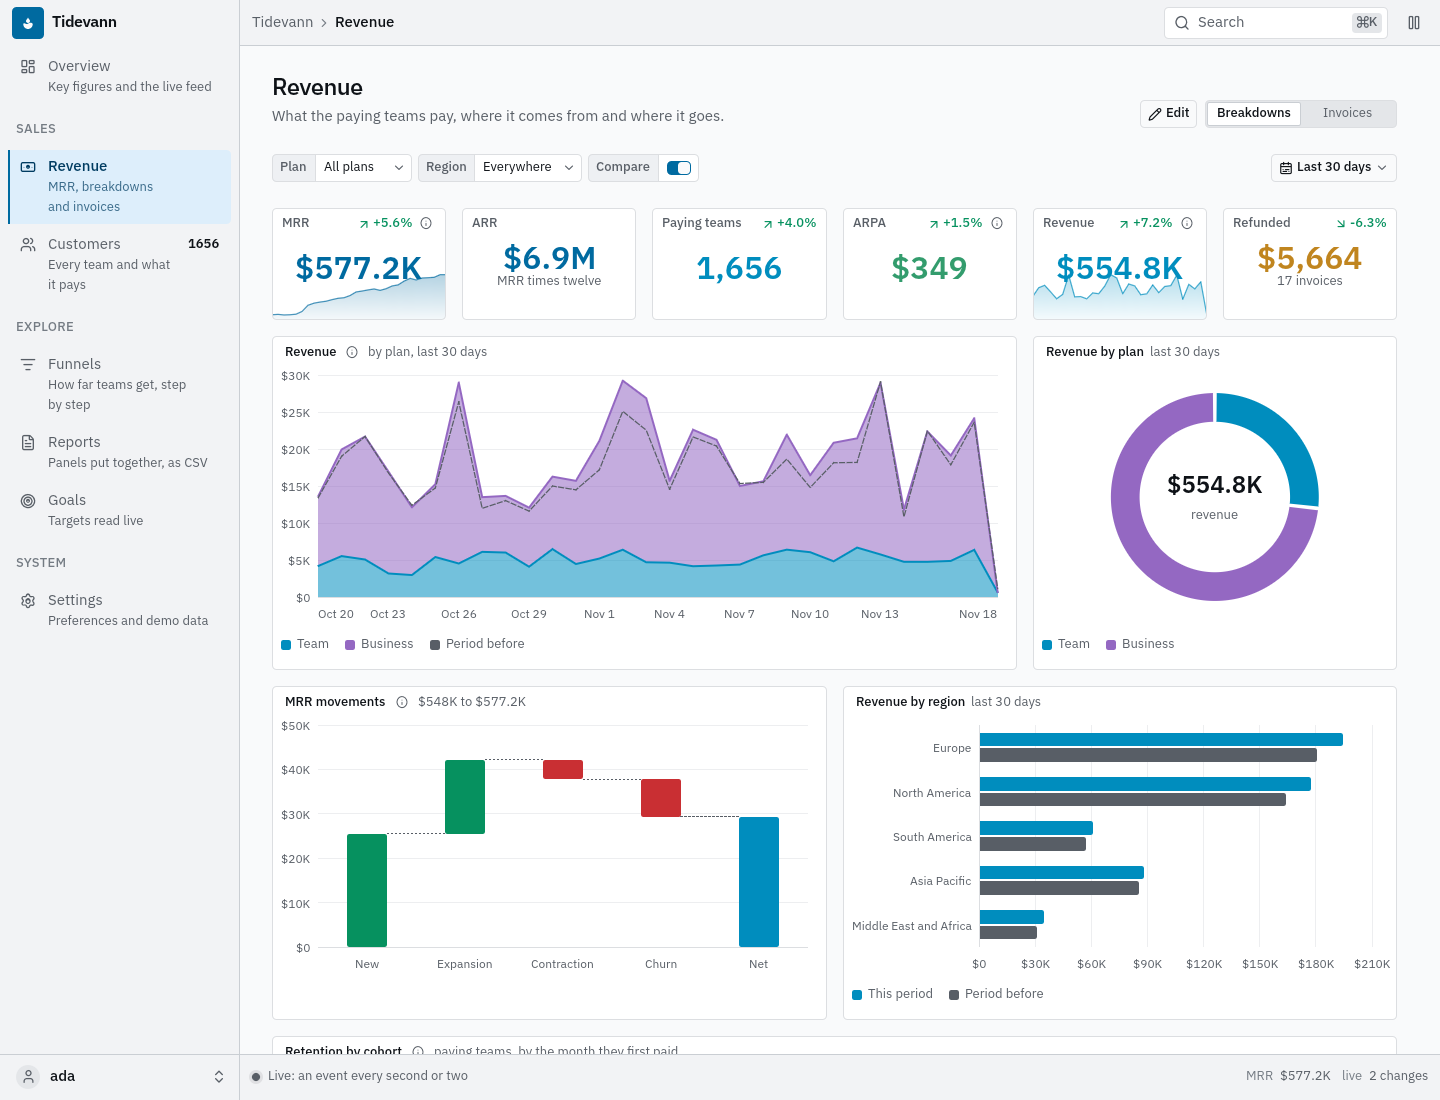 Tidevann
Tidevann > Revenue
Search
⌘K
Overview
Key figures and the live feed
SALES
Revenue
MRR, breakdowns
and invoices
Customers 1656
Every team and what
it pays
EXPLORE
Funnels
How far teams get, step
by step
Reports
Panels put together, as CSV
Goals
Targets read live
SYSTEM
Settings
Preferences and demo data
ada
Revenue
What the paying teams pay, where it comes from and where it goes.
Edit
Breakdowns
Invoices
Plan All plans
Region Everywhere
Compare
Last 30 days
MRR +5.6%
$577.2K
ARR
$6.9M
MRR times twelve
Paying teams +4.0%
1,656
ARPA +1.5%
$349
Revenue +7.2%
$554.8K
Refunded -6.3%
$5,664
17 invoices
Revenue by plan, last 30 days
$30K
$25K
$20K
$15K
$10K
$5K
$0
Oct 20 Oct 23 Oct 26 Oct 29 Nov 1 Nov 4 Nov 7 Nov 10 Nov 13 Nov 18
Team Business Period before
Revenue by plan last 30 days
$554.8K
revenue
Team Business
MRR movements $548K to $577.2K
$50K
$40K
$30K
$20K
$10K
$0
New Expansion Contraction Churn Net
Revenue by region last 30 days
Europe
North America
South America
Asia Pacific
Middle East and Africa
$0 $30K $60K $90K $120K $150K $180K $210K
This period Period before
Retention by cohort paying teams, by the month they first paid
Live: an event every second or two
MRR $577.2K live 2 changes